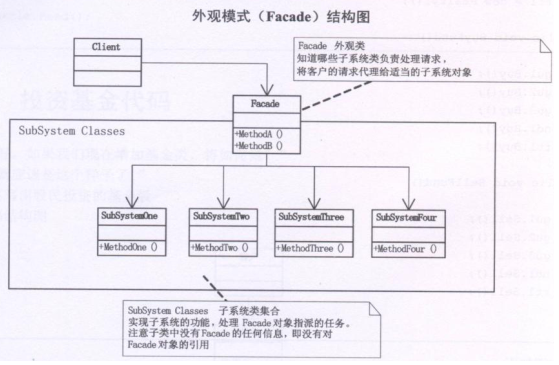 外观模式（Facade）结构图
Client
Facade 外观类
知道哪些子系统类负责处理请求，
将客户的请求代理给适当的子系统对象
Facade
+MethodA ()
+MethodB ()
SubSystem Classes
SubSystemOne
SubSystemTwo
SubSystemThree
SubSystemFour
+MethodOne ()
+MethodTwo ()
+MethodThree ()
+MethodFour ()
SubSystem Classes 子系统类集合
实现子系统的功能，处理 Facade对象指派的任务。
注意子类中没有Facade的任何信息，即没有对
Facade对象的引用